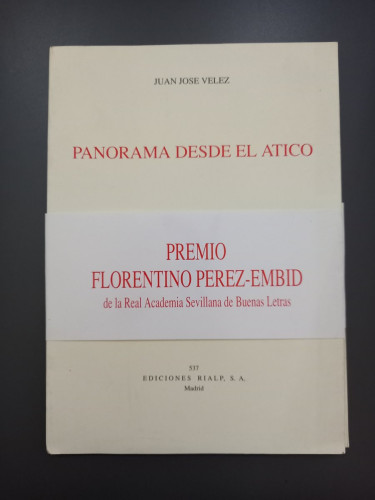 JUAN JOSE VELEZ
PANORAMA DESDE EL ATICO
PREMIO
FLORENTINO PEREZ-EMBID
de la Real Academia Sevillana de Buenas Letras
537
EDICIONES RIALP, S. A.
Madrid